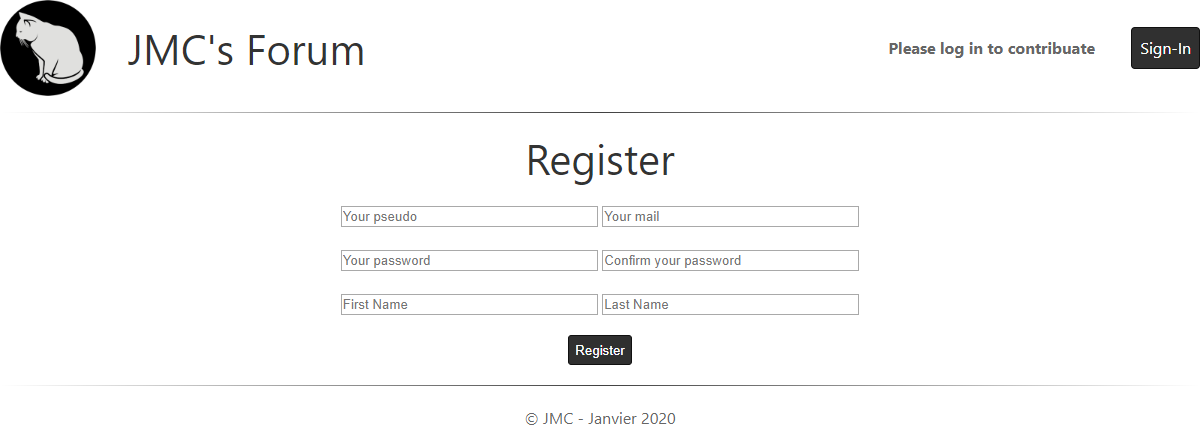 JMC's Forum
Please log in to contribuate
Sign-In
Register
Your pseudo
Your mail
Your password
Confirm your password
First Name
Last Name
Register
© JMC - Janvier 2020